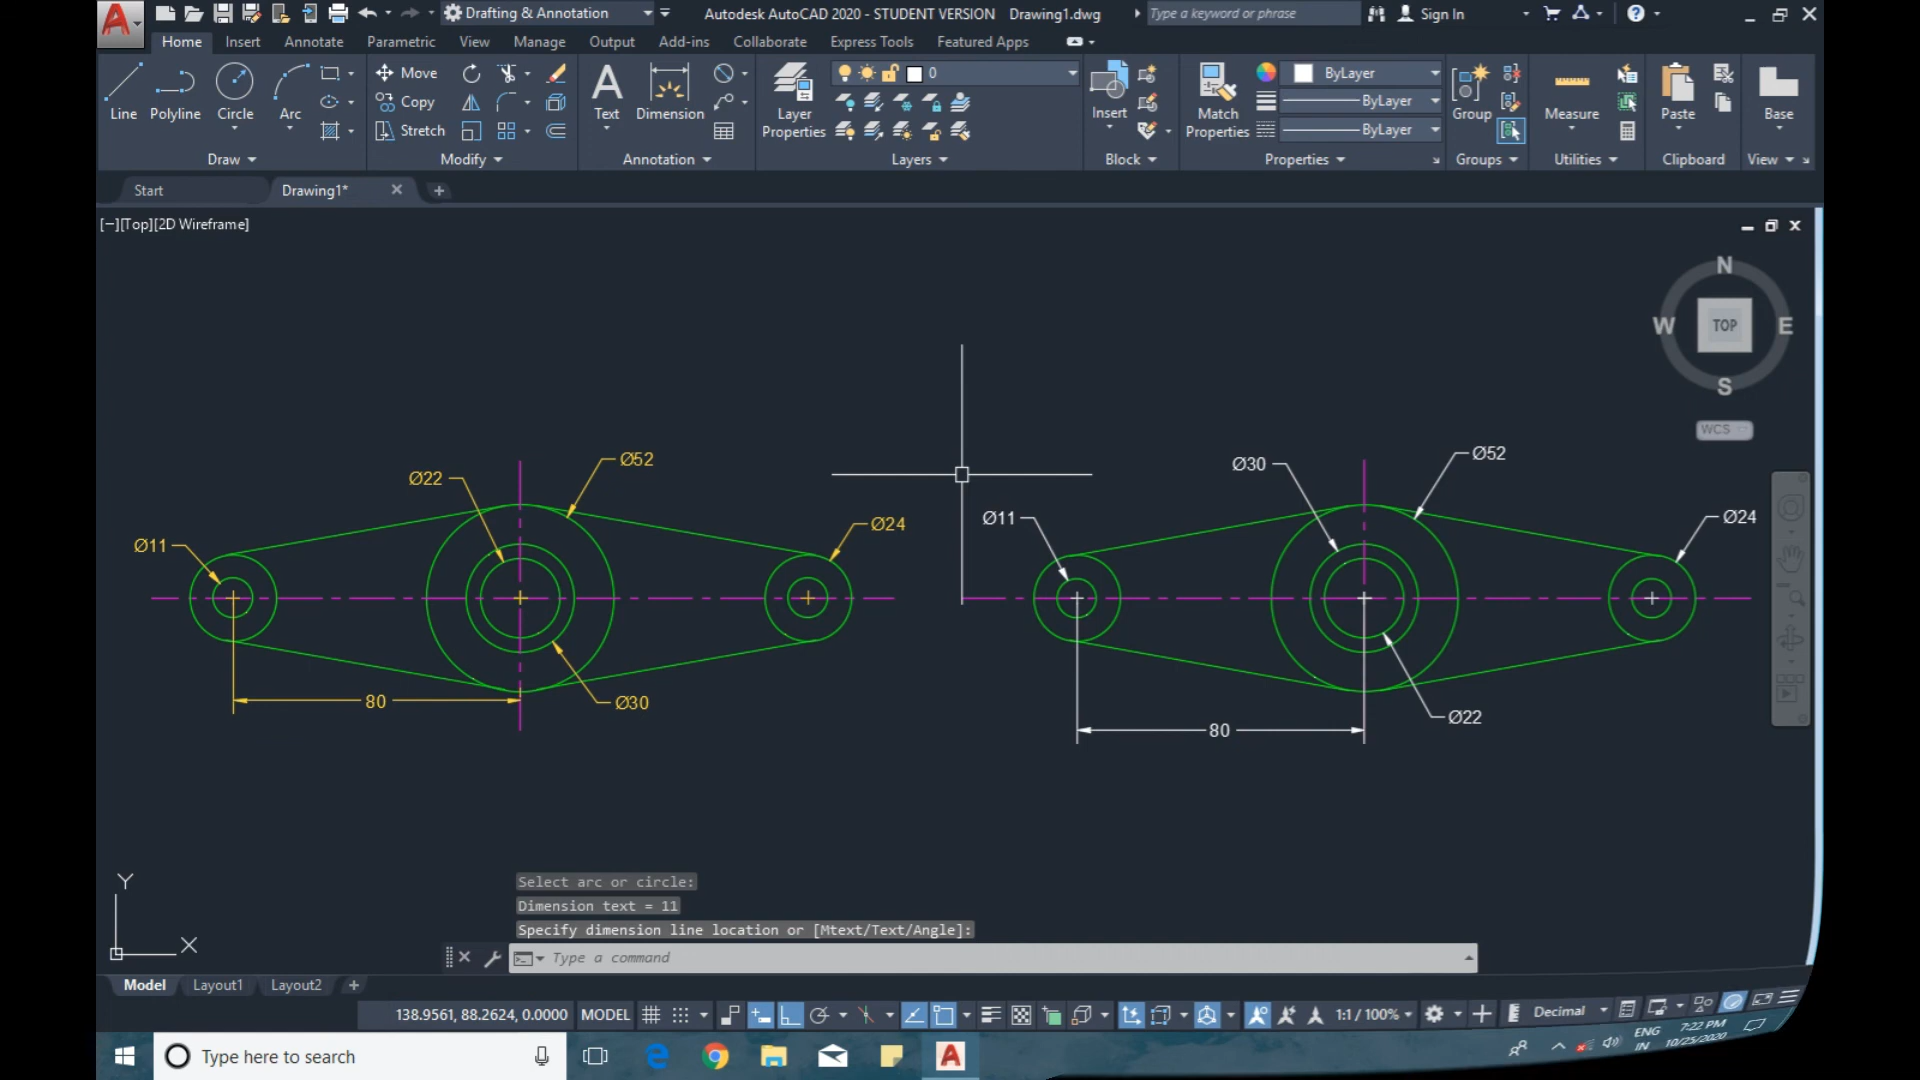 Drafting & Annotation
Autodesk AutoCAD 2020 - STUDENT VERSION Drawing1.dwg
Type a keyword or phrase
Sign In
Home Insert Annotate Parametric View Manage Output Add-ins Collaborate Express Tools Featured Apps
Line Polyline Circle Arc
Move
Copy
Stretch
Text Dimension
Layer Properties
0
Insert
Match Properties
ByLayer
ByLayer
ByLayer
Group
Measure
Paste
Base
Draw Modify Annotation Layers Block Properties Groups Utilities Clipboard View
Start Drawing1*
[−][Top][2D Wireframe]
N
W TOP E
S
WCS
Ø22 Ø52
Ø11 Ø24
80 Ø30
Ø30 Ø52
Ø11 Ø24
Ø22
80
Y
X
Select arc or circle:
Dimension text = 11
Specify dimension line location or [Mtext/Text/Angle]:
Type a command
Model Layout1 Layout2
138.9561, 88.2624, 0.0000 MODEL 1:1 / 100% Decimal
Type here to search
ENG
IN
7:22 PM
10/25/2020